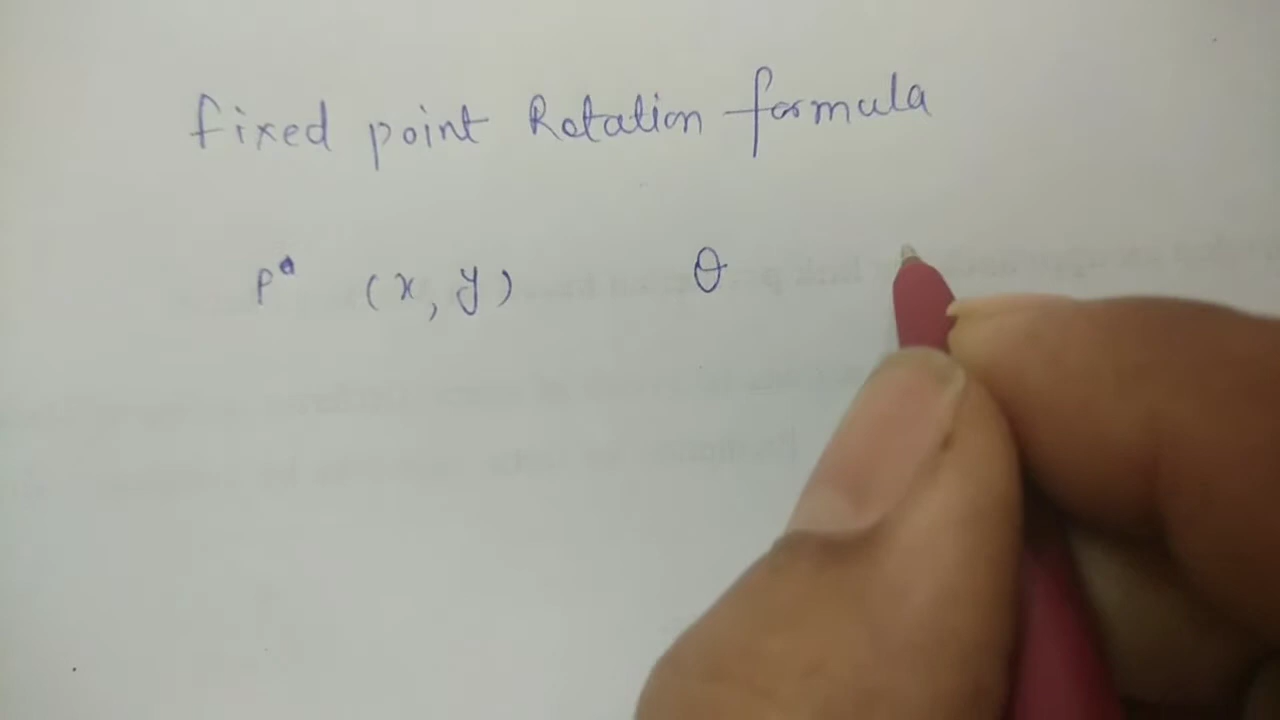 fixed point Rotation formula
P (x, y) θ